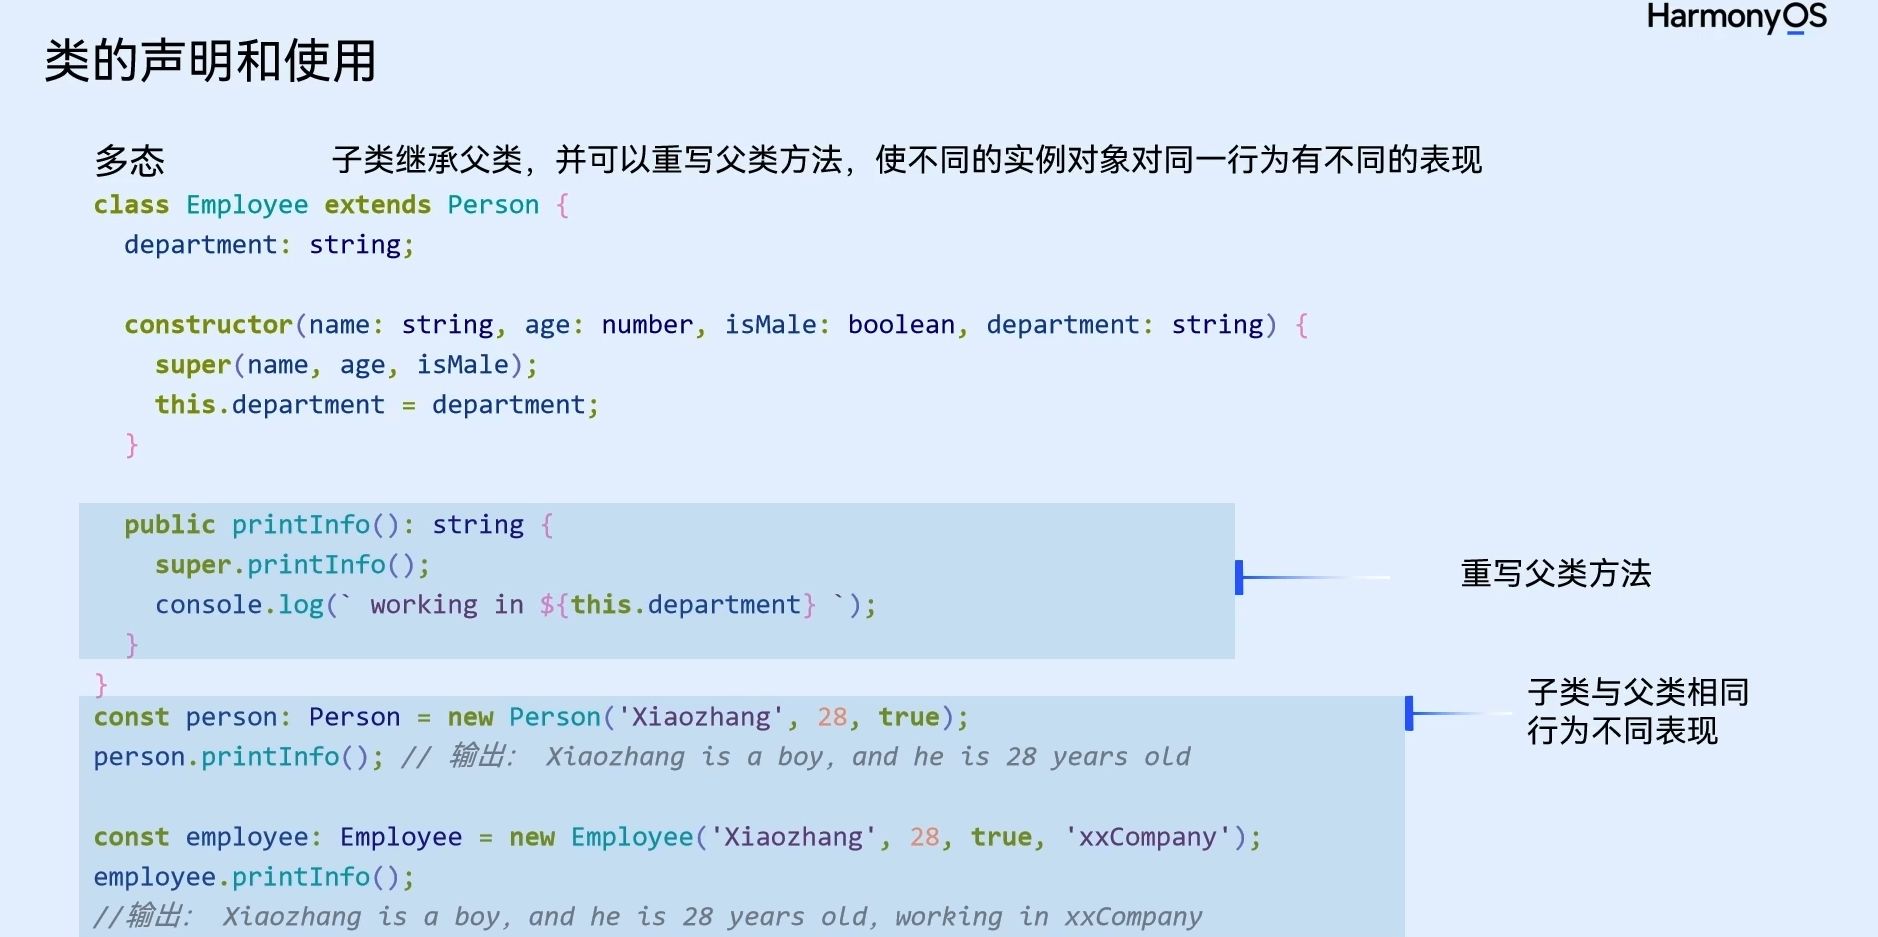 HarmonyOS
类的声明和使用
多态 子类继承父类，并可以重写父类方法，使不同的实例对象对同一行为有不同的表现
class Employee extends Person {
  department: string;
  constructor(name: string, age: number, isMale: boolean, department: string) {
    super(name, age, isMale);
    this.department = department;
  }
  public printInfo(): string {
    super.printInfo();
    console.log(` working in ${this.department} `);
  }
}
重写父类方法
const person: Person = new Person('Xiaozhang', 28, true);
person.printInfo(); // 输出： Xiaozhang is a boy, and he is 28 years old
const employee: Employee = new Employee('Xiaozhang', 28, true, 'xxCompany');
employee.printInfo();
//输出： Xiaozhang is a boy, and he is 28 years old, working in xxCompany
子类与父类相同
行为不同表现